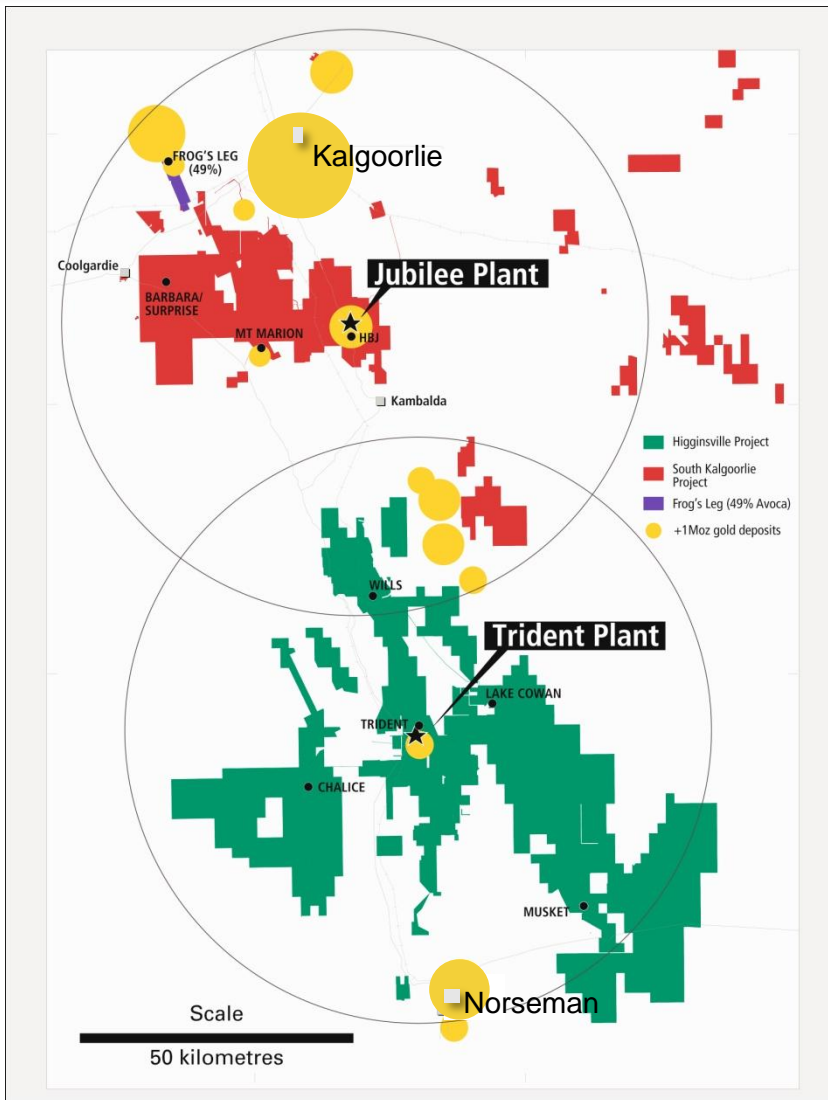 Kalgoorlie
FROG'S LEG
(49%)
Coolgardie
Jubilee Plant
BARBARA/
SURPRISE
MT MARION
HBJ
Kambalda
Higginsville Project
South Kalgoorlie
Project
Frog's Leg (49% Avoca)
+1Moz gold deposits
WILLS
Trident Plant
LAKE COWAN
TRIDENT
CHALICE
MUSKET
Norseman
Scale
50 kilometres